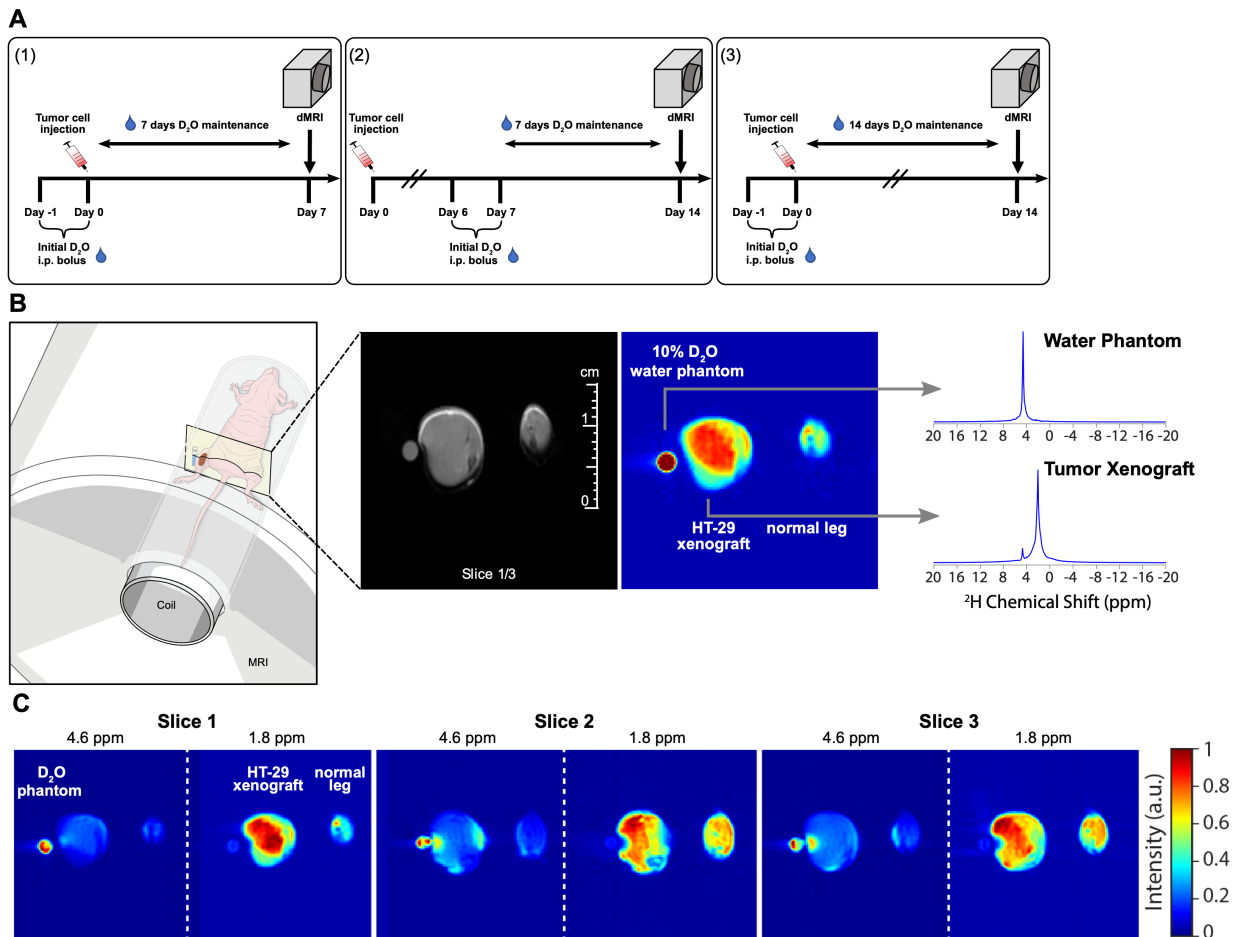 A
(1)
Tumor cell
injection
7 days D₂O maintenance
dMRI
Day -1
Day 0
Day 7
Initial D₂O
i.p. bolus
(2)
Tumor cell
injection
7 days D₂O maintenance
dMRI
Day 0
Day 6
Day 7
Day 14
Initial D₂O
i.p. bolus
(3)
Tumor cell
injection
14 days D₂O maintenance
dMRI
Day -1
Day 0
Day 14
Initial D₂O
i.p. bolus
B
Coil
MRI
cm
1
0
Slice 1/3
10% D₂O
water phantom
HT-29
xenograft
normal leg
Water Phantom
20 16 12 8 4 0 -4 -8 -12 -16 -20
Tumor Xenograft
20 16 12 8 4 0 -4 -8 -12 -16 -20
²H Chemical Shift (ppm)
C
Slice 1
4.6 ppm 1.8 ppm
D₂O
phantom
HT-29
xenograft
normal
leg
Slice 2
4.6 ppm 1.8 ppm
Slice 3
4.6 ppm 1.8 ppm
Intensity (a.u.)
1
0.8
0.6
0.4
0.2
0